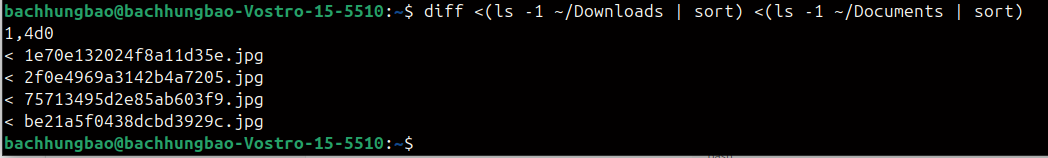 bachhungbao@bachhungbao-Vostro-15-5510:~$ diff <(ls -1 ~/Downloads | sort) <(ls -1 ~/Documents | sort)
1,4d0
< 1e70e132024f8a11d35e.jpg
< 2f0e4969a3142b4a7205.jpg
< 75713495d2e85ab603f9.jpg
< be21a5f0438dcbd3929c.jpg
bachhungbao@bachhungbao-Vostro-15-5510:~$